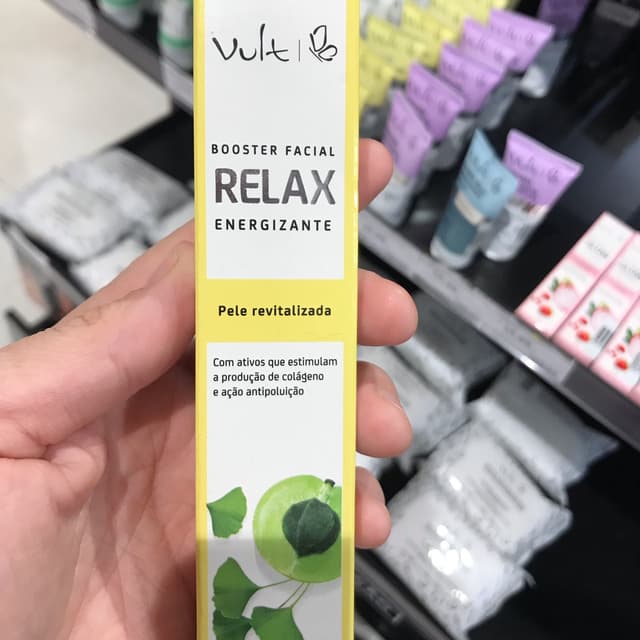 Vult
BOOSTER FACIAL
RELAX
ENERGIZANTE
Pele revitalizada
Com ativos que estimulam
a produção de colágeno
e ação antipoluição